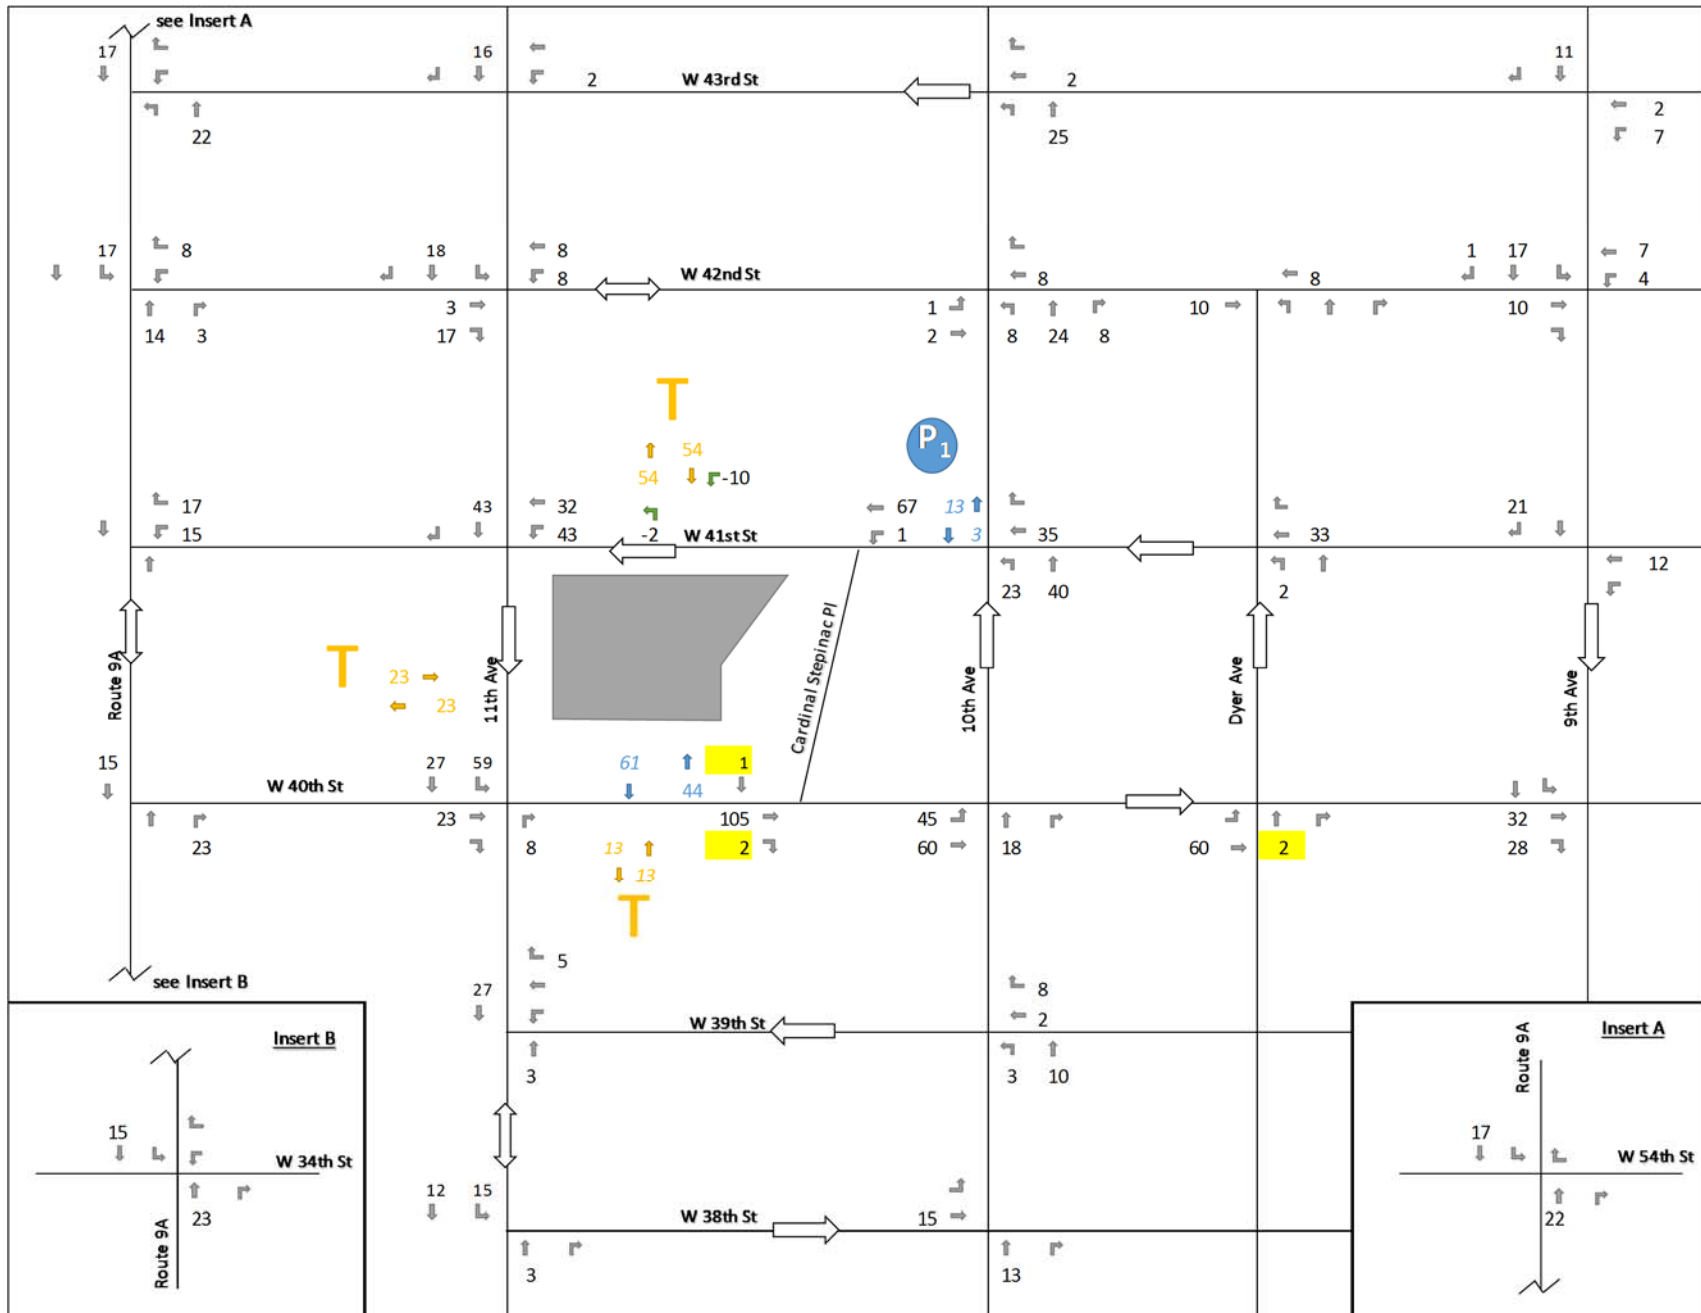 see Insert A
17 16 11
2 W 43rd St 2
2
22 25 7
17 8 18 8 1 17 7
8 W 42nd St 8 8 4
3 1 10 10
14 3 17 2 8 24 8
T
P1
54
54 -10
17 43 32 67 13 21
15 43 -2 W 41st St 1 3 35 33
12
23 40 2
T
Route 9A
23
23
11th Ave
Cardinal Stepinac Pl
10th Ave
Dyer Ave
9th Ave
15 27 59 61 1
W 40th St 44
23 105 45 32
23 8 13 2 60 18 60 2 28
13
T
5
see Insert B
27 8
W 39th St 2
3 3 10
12 15
W 38th St 15
3 13
Insert B
15
W 34th St
23
Route 9A
Insert A
Route 9A
17
W 54th St
22